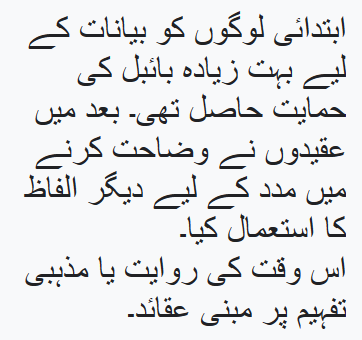 ابتدائی لوگوں کو بیانات کے
لیے بہت زیادہ بائبل کی
حمایت حاصل تھی۔ بعد میں
عقیدوں نے وضاحت کرنے
میں مدد کے لیے دیگر الفاظ
کا استعمال کیا۔
اس وقت کی روایت یا مذہبی
تفہیم پر مبنی عقائد۔